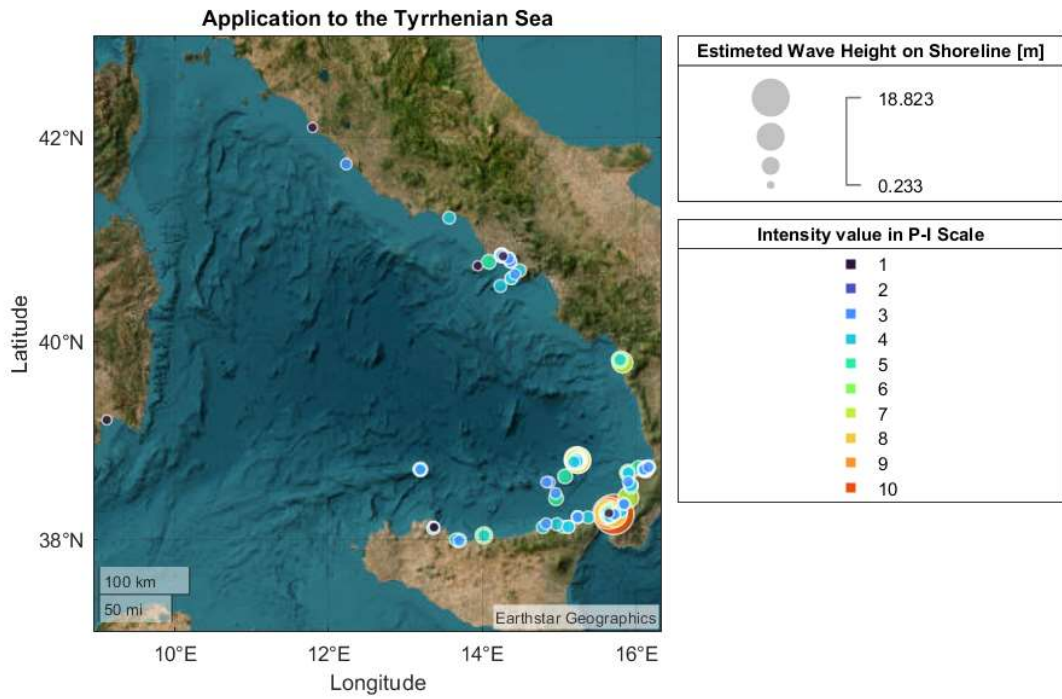 Application to the Tyrrhenian Sea
42°N
40°N
38°N
Latitude
10°E
12°E
14°E
16°E
Longitude
100 km
50 mi
Earthstar Geographics
Estimeted Wave Height on Shoreline [m]
18.823
0.233
Intensity value in P-I Scale
1
2
3
4
5
6
7
8
9
10